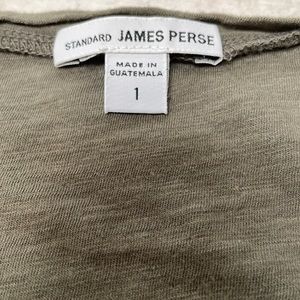 STANDARD JAMES PERSE
MADE IN
GUATEMALA
1